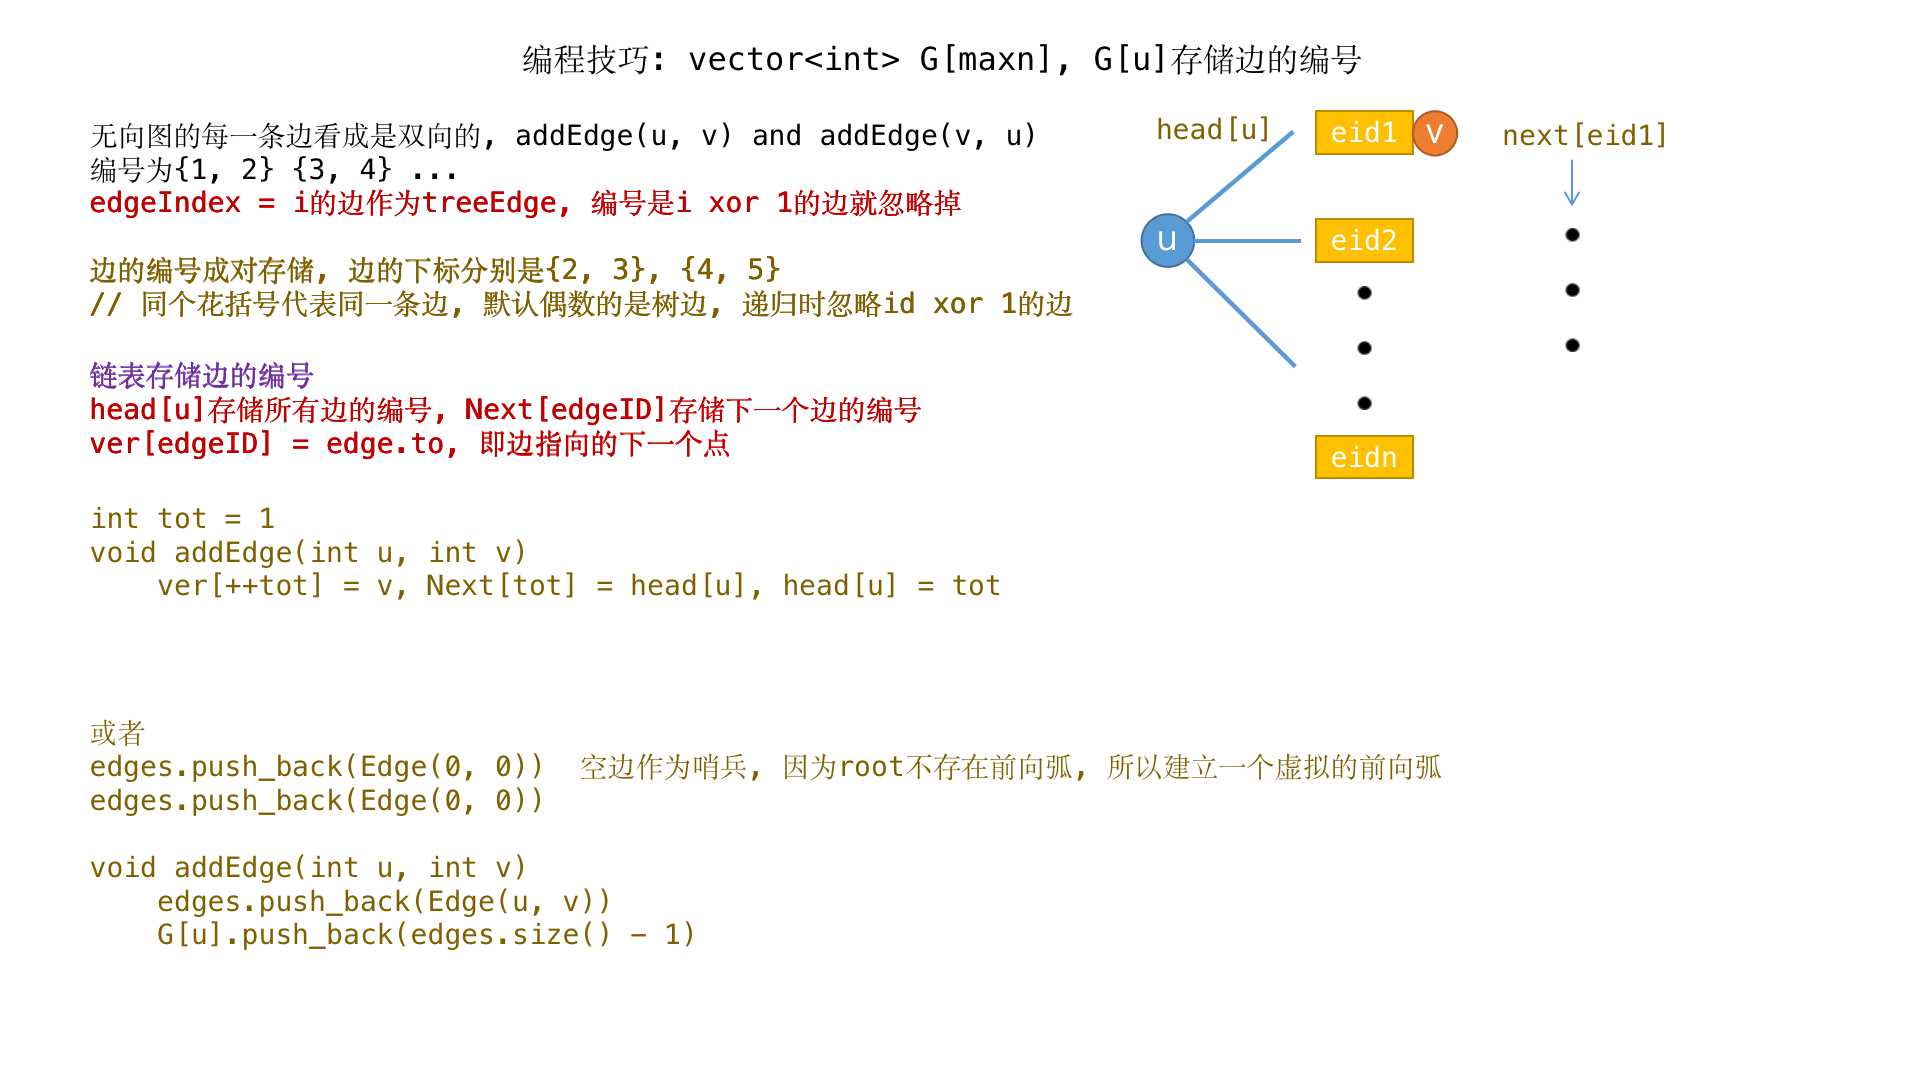 编程技巧: vector<int> G[maxn], G[u]存储边的编号
无向图的每一条边看成是双向的, addEdge(u, v) and addEdge(v, u)
编号为{1, 2} {3, 4} ...
edgeIndex = i的边作为treeEdge, 编号是i xor 1的边就忽略掉
边的编号成对存储, 边的下标分别是{2, 3}, {4, 5}
// 同个花括号代表同一条边, 默认偶数的是树边, 递归时忽略id xor 1的边
链表存储边的编号
head[u]存储所有边的编号, Next[edgeID]存储下一个边的编号
ver[edgeID] = edge.to, 即边指向的下一个点
int tot = 1
void addEdge(int u, int v)
    ver[++tot] = v, Next[tot] = head[u], head[u] = tot
或者
edges.push_back(Edge(0, 0))  空边作为哨兵, 因为root不存在前向弧, 所以建立一个虚拟的前向弧
edges.push_back(Edge(0, 0))
void addEdge(int u, int v)
    edges.push_back(Edge(u, v))
    G[u].push_back(edges.size() - 1)
head[u]
eid1
v
next[eid1]
u
eid2
eidn